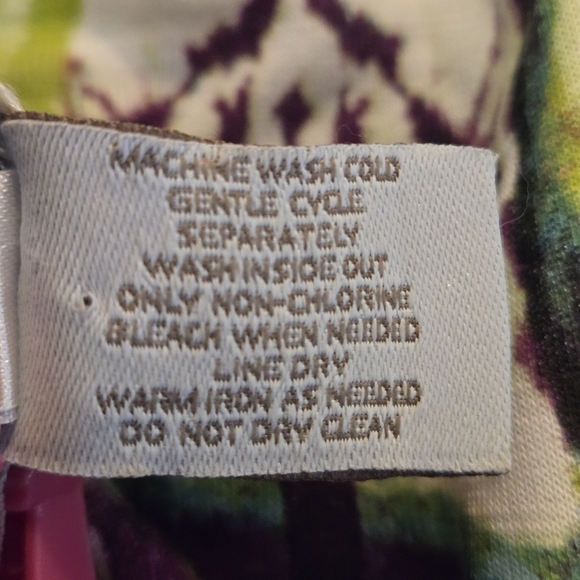 MACHINE WASH COLD
GENTLE CYCLE
SEPARATELY
WASH INSIDE OUT
ONLY NON-CHLORINE
BLEACH WHEN NEEDED
LINE DRY
WARM IRON AS NEEDED
DO NOT DRY CLEAN